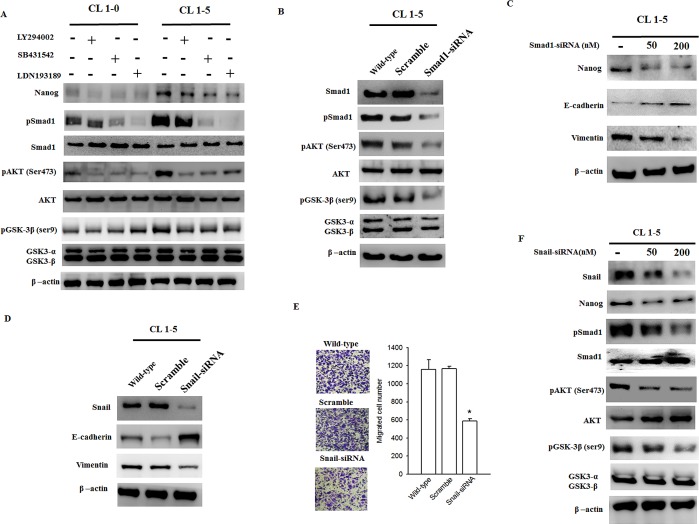 A
CL 1-0 CL 1-5
LY294002 - + - - - + - -
SB431542 - - + - - - + -
LDN193189 - - - + - - - +
Nanog
pSmad1
Smad1
pAKT (Ser473)
AKT
pGSK-3β (ser9)
GSK3-α
GSK3-β
β-actin
B
CL 1-5
Wild-type Scramble Smad1-siRNA
Smad1
pSmad1
pAKT (Ser473)
AKT
pGSK-3β (ser9)
GSK3-α
GSK3-β
β-actin
C
CL 1-5
Smad1-siRNA (nM) - 50 200
Nanog
E-cadherin
Vimentin
β-actin
D
CL 1-5
Wild-type Scramble Snail-siRNA
Snail
E-cadherin
Vimentin
β-actin
E
Wild-type
Scramble
Snail-siRNA
Migrated cell number
1400
1200
1000
800
600
400
200
0
*
Wild-type Scramble Snail-siRNA
F
CL 1-5
Snail-siRNA(nM) - 50 200
Snail
Nanog
pSmad1
Smad1
pAKT (Ser473)
AKT
pGSK-3β (ser9)
GSK3-α
GSK3-β
β-actin